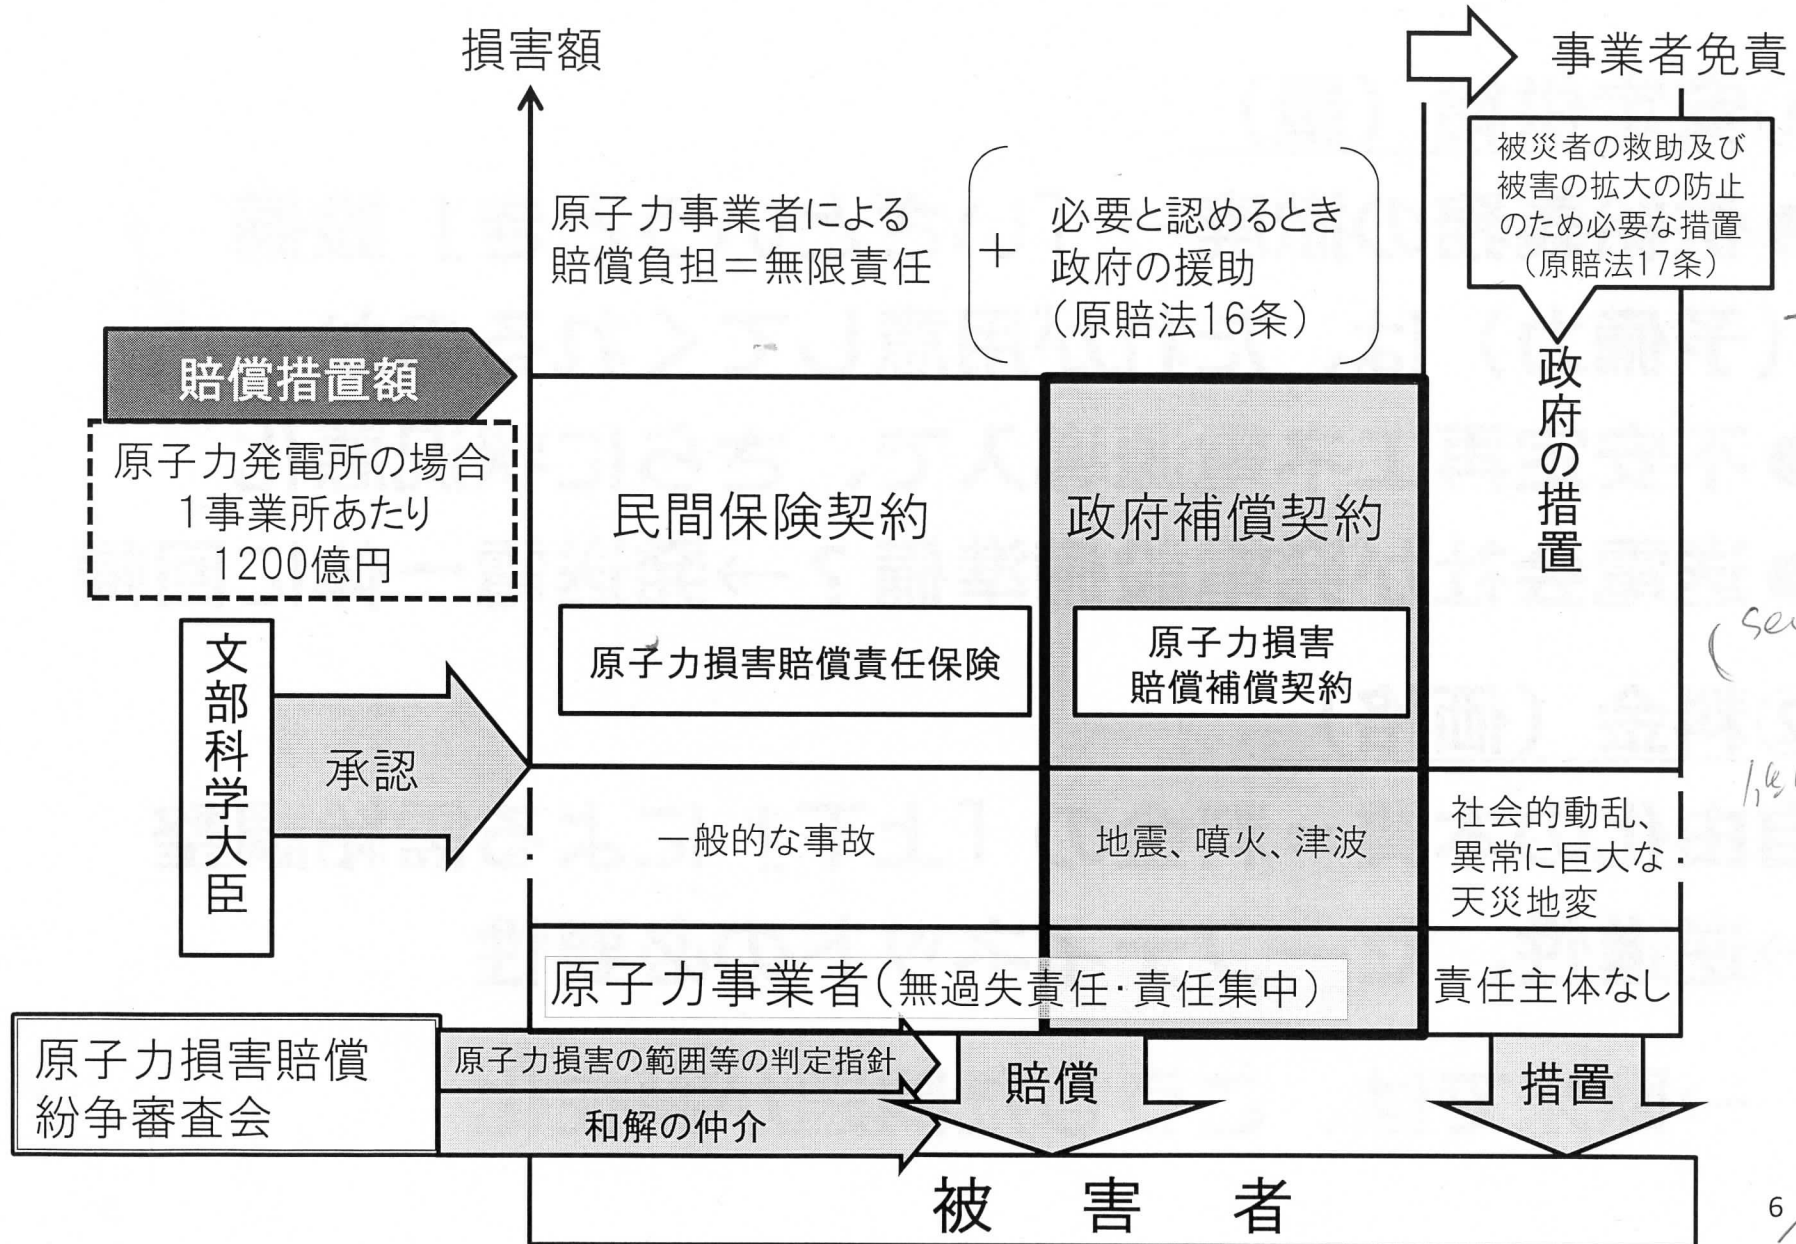 損害額
事業者免責
被災者の救助及び
被害の拡大の防止
のため必要な措置
(原賠法17条)
原子力事業者による
賠償負担＝無限責任
＋
必要と認めるとき
政府の援助
(原賠法16条)
賠償措置額
原子力発電所の場合
1事業所あたり
1200億円
民間保険契約
政府補償契約
政府の措置
原子力損害賠償責任保険
原子力損害
賠償補償契約
文部科学大臣
承認
一般的な事故
地震、噴火、津波
社会的動乱、
異常に巨大な
天災地変
原子力事業者(無過失責任・責任集中)
責任主体なし
原子力損害賠償
紛争審査会
原子力損害の範囲等の判定指針
和解の仲介
賠償
措置
被害者
6